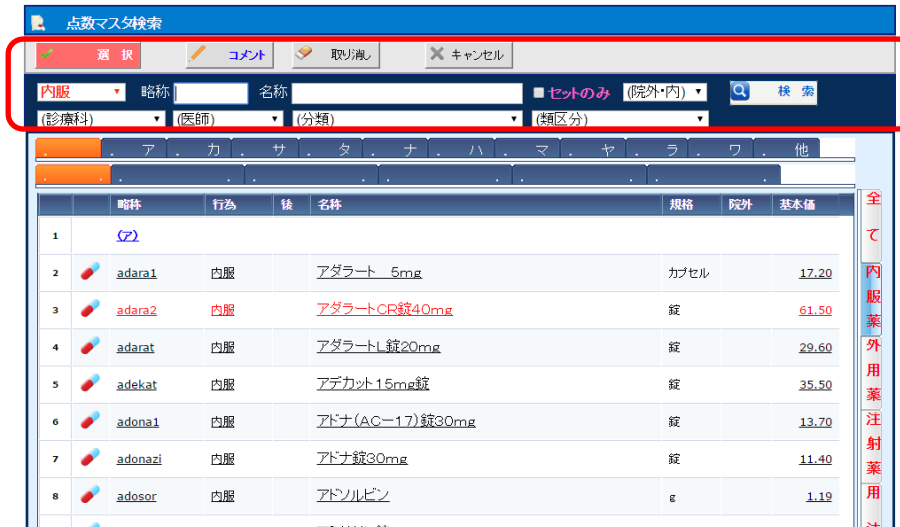 点数マスタ検索
選 択 コメント 取り消し キャンセル
内服 略称 名称 セットのみ (院外・内) 検 索
(診療科) (医師) (分類) (類区分)
. . ア . カ . サ . タ . ナ . ハ . マ . ヤ . ラ . ワ . 他
略称 行為 後 名称 規格 院外 基本価
1 (ア)
2 adara1 内服 アダラート 5mg カプセル 17.20
3 adara2 内服 アダラートCR錠40mg 錠 61.50
4 adarat 内服 アダラートL錠20mg 錠 29.60
5 adekat 内服 アデカット15mg錠 錠 35.50
6 adona1 内服 アドナ(AC-17)錠30mg 錠 13.70
7 adonazi 内服 アドナ錠30mg 錠 11.40
8 adosor 内服 アドソルビン g 1.19
全て
内服薬
外用薬
注射薬
用